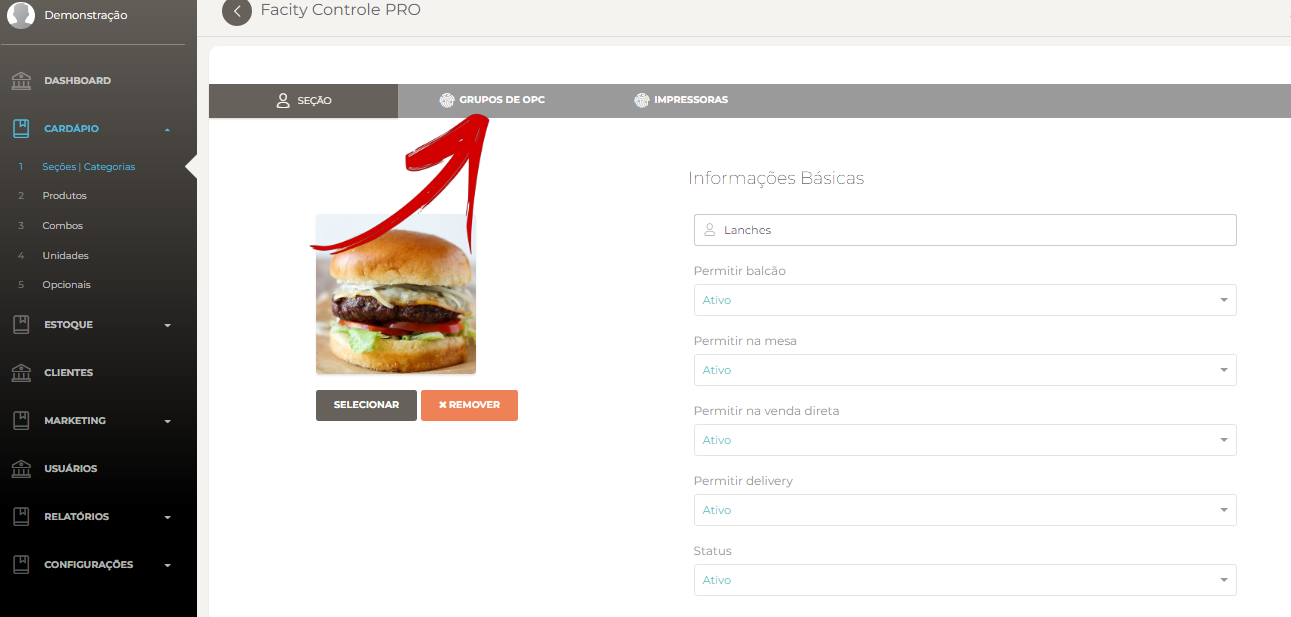 Demonstração
Facity Controle PRO
DASHBOARD
CARDÁPIO
1 Seções | Categorias
2 Produtos
3 Combos
4 Unidades
5 Opcionais
ESTOQUE
CLIENTES
MARKETING
USUÁRIOS
RELATÓRIOS
CONFIGURAÇÕES
SEÇÃO
GRUPOS DE OPC
IMPRESSORAS
SELECIONAR
✖ REMOVER
Informações Básicas
Lanches
Permitir balcão
Ativo
Permitir na mesa
Ativo
Permitir na venda direta
Ativo
Permitir delivery
Ativo
Status
Ativo